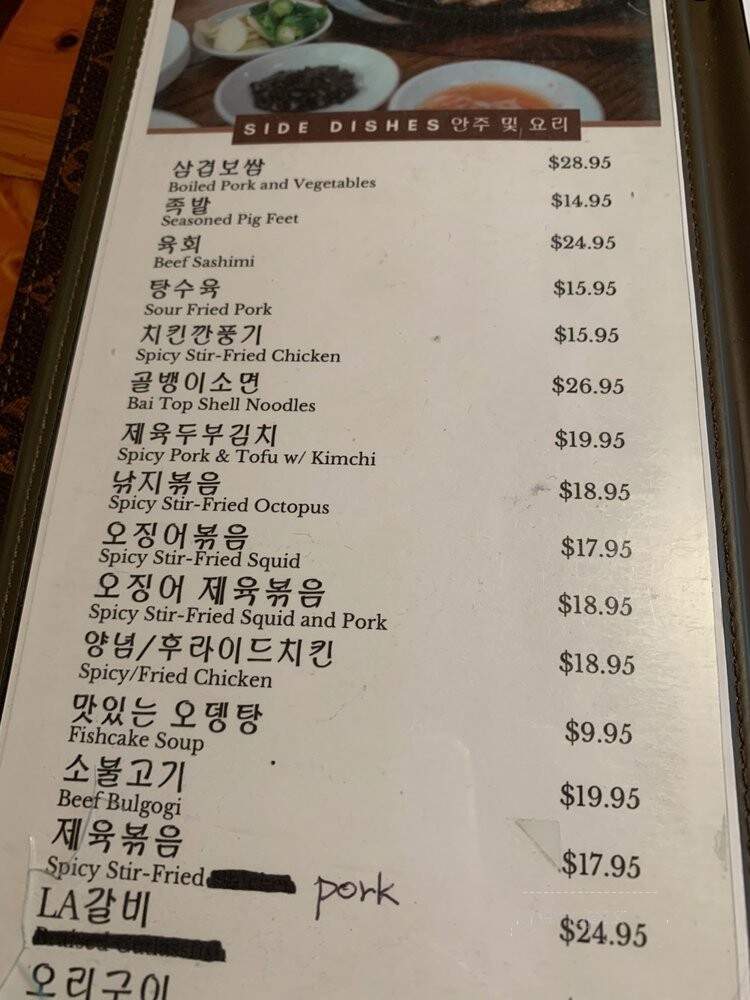 SIDE DISHES 안주 및 요리
삼겹보쌈 $28.95
Boiled Pork and Vegetables
족발 $14.95
Seasoned Pig Feet
육회 $24.95
Beef Sashimi
탕수육 $15.95
Sour Fried Pork
치킨깐풍기 $15.95
Spicy Stir-Fried Chicken
골뱅이소면 $26.95
Bai Top Shell Noodles
제육두부김치 $19.95
Spicy Pork & Tofu w/ Kimchi
낚지볶음 $18.95
Spicy Stir-Fried Octopus
오징어볶음 $17.95
Spicy Stir-Fried Squid
오징어 제육볶음 $18.95
Spicy Stir-Fried Squid and Pork
양념/후라이드치킨 $18.95
Spicy/Fried Chicken
맛있는 오뎅탕 $9.95
Fishcake Soup
소불고기 $19.95
Beef Bulgogi
제육볶음 $17.95
Spicy Stir-Fried pork
LA갈비 $24.95
오리구이